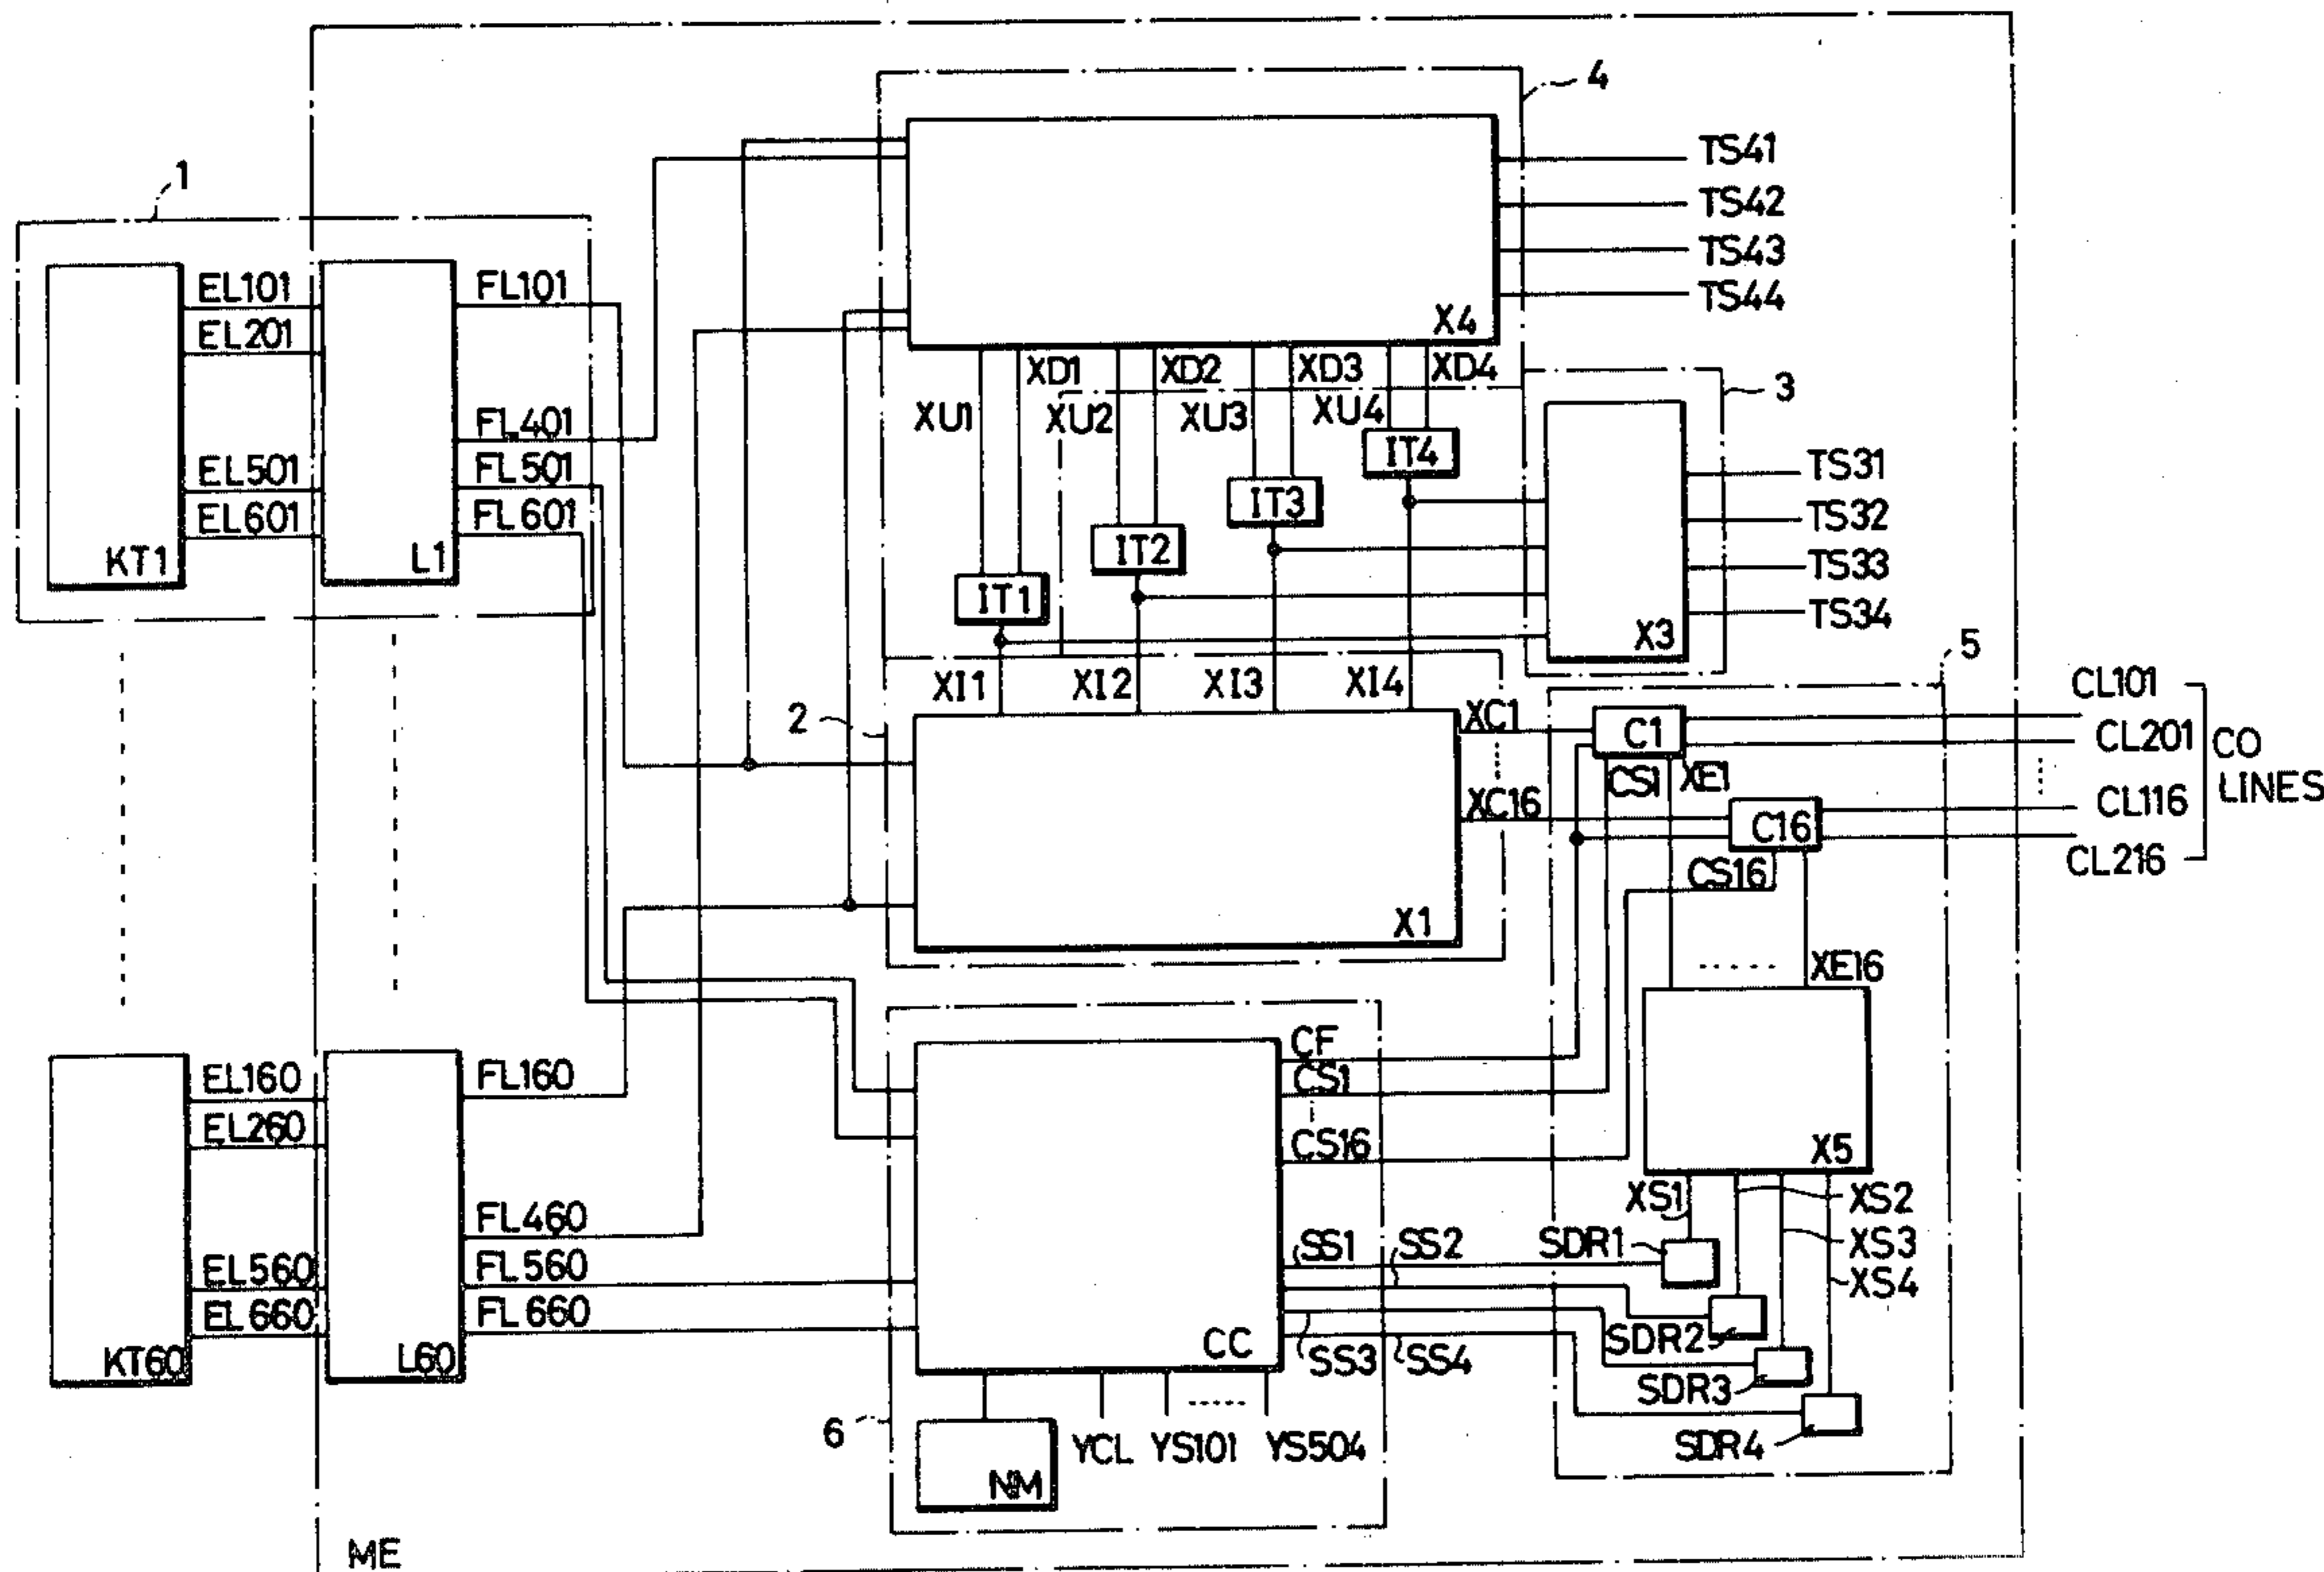 4
1
TS41
TS42
TS43
TS44
X4
EL101
FL101
EL201
FL401
EL501
FL501
EL601
FL601
KT1
L1
XD1
XD2
XD3
XD4
XU1
XU2
XU3
XU4
3
IT4
IT3
IT2
IT1
TS31
TS32
TS33
TS34
X3
5
XI1
XI2
XI3
XI4
2
XC1
XC16
X1
C1
CS1
XE1
C16
CS16
XE16
CL101
CL201
CL116
CL216
CO
LINES
EL160
FL160
EL260
FL460
EL560
FL560
EL660
FL660
KT60
L60
CF
CS1
CS16
X5
XS1
XS2
XS3
XS4
SS1
SS2
SS3
SS4
SDR1
SDR2
SDR3
SDR4
CC
6
NM
YCL
YS101
YS504
ME